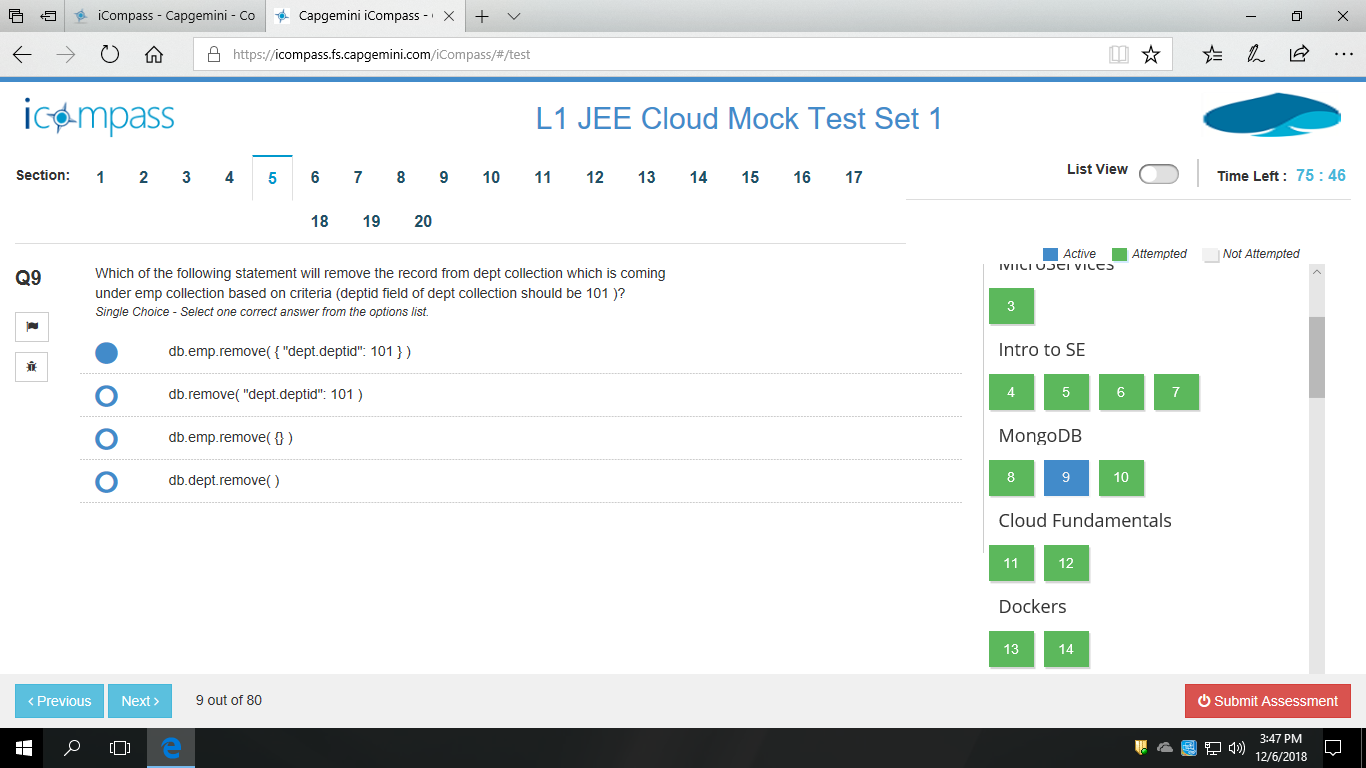 iCompass - Capgemini - Co
Capgemini iCompass -
https://icompass.fs.capgemini.com/iCompass/#/test
icompass
L1 JEE Cloud Mock Test Set 1
Section: 1 2 3 4 5 6 7 8 9 10 11 12 13 14 15 16 17
18 19 20
List View
Time Left : 75 : 46
Active Attempted Not Attempted
Q9
Which of the following statement will remove the record from dept collection which is coming
under emp collection based on criteria (deptid field of dept collection should be 101 )?
Single Choice - Select one correct answer from the options list.
db.emp.remove( { "dept.deptid": 101 } )
db.remove( "dept.deptid": 101 )
db.emp.remove( {} )
db.dept.remove( )
MicroServices
3
Intro to SE
4 5 6 7
MongoDB
8 9 10
Cloud Fundamentals
11 12
Dockers
13 14
‹ Previous Next › 9 out of 80
Submit Assessment
3:47 PM
12/6/2018